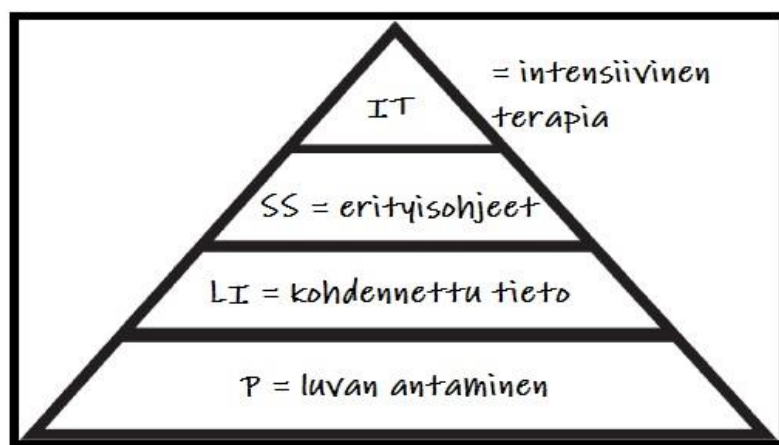 IT
= intensiivinen
terapia
SS = erityisohjeet
LI = kohdennettu tieto
P = luvan antaminen